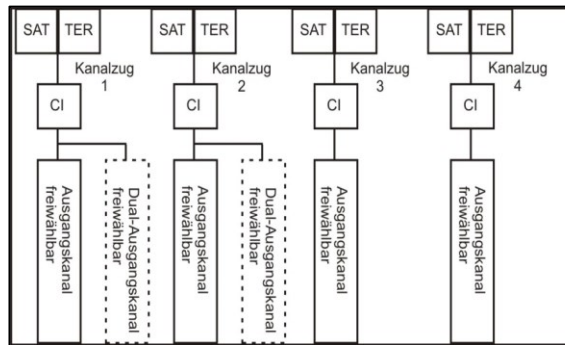 SAT TER SAT TER SAT TER SAT TER
Kanalzug
1
Kanalzug
2
Kanalzug
3
Kanalzug
4
CI CI CI CI
Ausgangskanal
freiwählbar
Dual-Ausgangskanal
freiwählbar
Ausgangskanal
freiwählbar
Dual-Ausgangskanal
freiwählbar
Ausgangskanal
freiwählbar
Ausgangskanal
freiwählbar